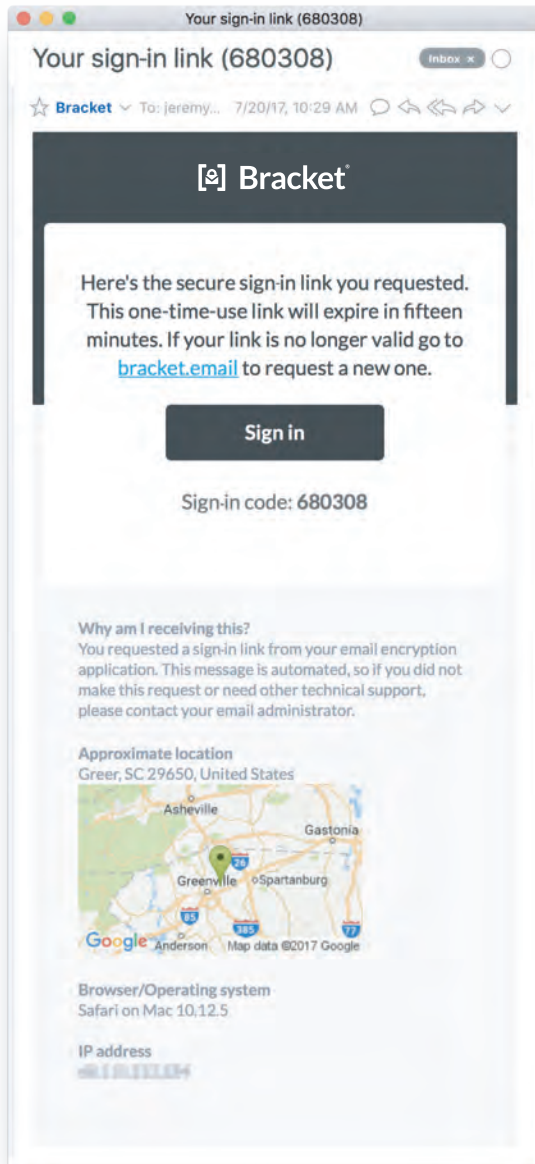 Your sign-in link (680308)
Your sign-in link (680308)
Inbox x
Bracket To: jeremy... 7/20/17, 10:29 AM
Bracket
Here's the secure sign-in link you requested.
This one-time-use link will expire in fifteen
minutes. If your link is no longer valid go to
bracket.email to request a new one.
Sign in
Sign-in code: 680308
Why am I receiving this?
You requested a sign-in link from your email encryption
application. This message is automated, so if you did not
make this request or need other technical support,
please contact your email administrator.
Approximate location
Greer, SC 29650, United States
Asheville
Gastonia
26
Greenville Spartanburg
85
385
77
Google Anderson Map data ©2017 Google
Browser/Operating system
Safari on Mac 10.12.5
IP address